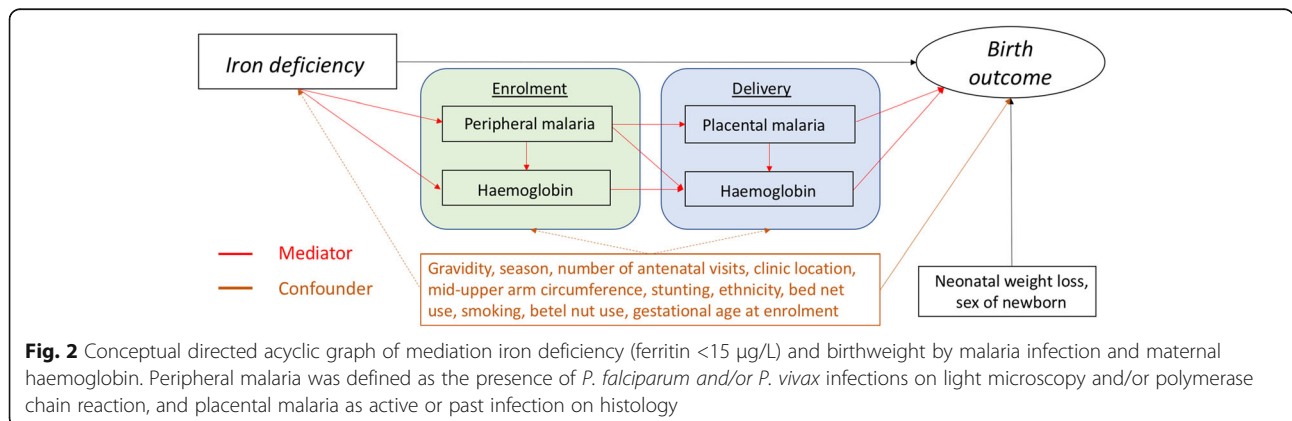 Iron deficiency
Birth
outcome
Enrolment
Peripheral malaria
Haemoglobin
Delivery
Placental malaria
Haemoglobin
Mediator
Confounder
Gravidity, season, number of antenatal visits, clinic location,
mid-upper arm circumference, stunting, ethnicity, bed net
use, smoking, betel nut use, gestational age at enrolment
Neonatal weight loss,
sex of newborn
Fig. 2 Conceptual directed acyclic graph of mediation iron deficiency (ferritin <15 μg/L) and birthweight by malaria infection and maternal
haemoglobin. Peripheral malaria was defined as the presence of P. falciparum and/or P. vivax infections on light microscopy and/or polymerase
chain reaction, and placental malaria as active or past infection on histology